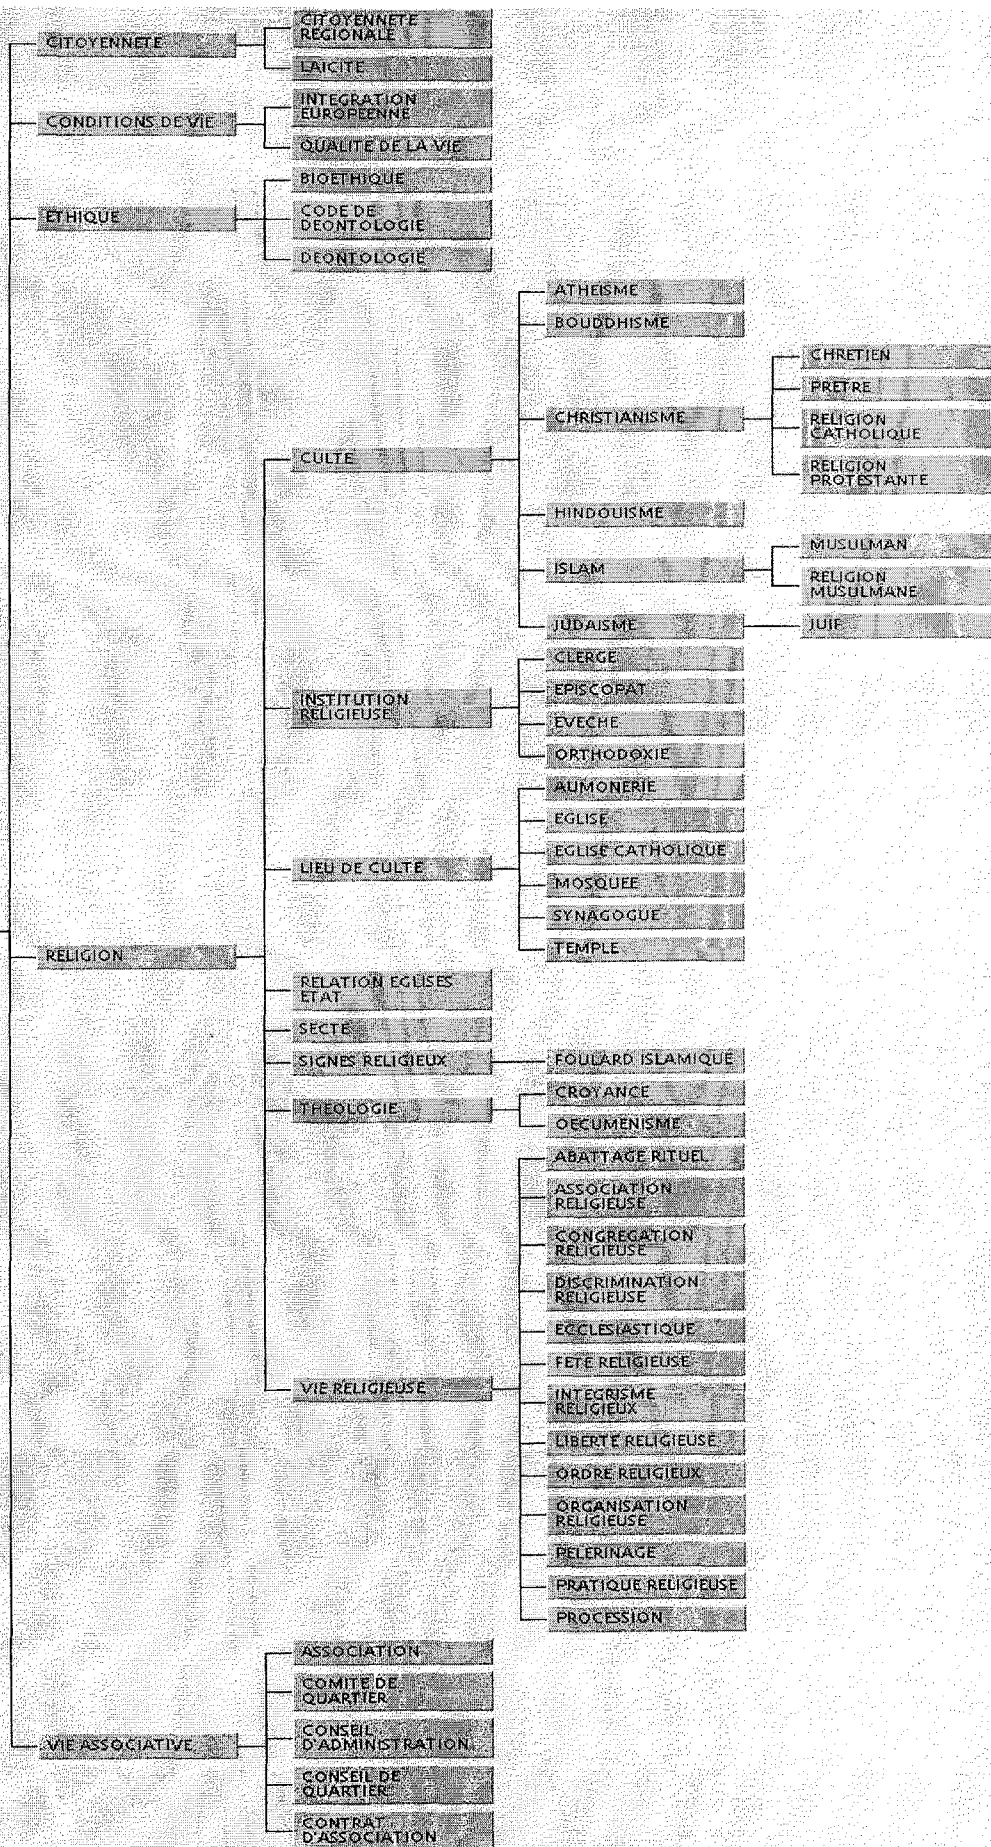 CITOYENNETE
CITOYENNETE
REGIONALE
LAICITE
CONDITIONS DE VIE
INTEGRATION
EUROPEENNE
QUALITE DE LA VIE
ETHIQUE
BIOETHIQUE
CODE DE
DEONTOLOGIE
DEONTOLOGIE
RELIGION
CULTE
ATHEISME
BOUDDHISME
CHRISTIANISME
CHRETIEN
PRETRE
RELIGION
CATHOLIQUE
RELIGION
PROTESTANTE
HINDOUISME
ISLAM
MUSULMAN
RELIGION
MUSULMANE
JUDAISME
JUIF
INSTITUTION
RELIGIEUSE
CLERGE
EPISCOPAT
EVECHE
ORTHODOXIE
LIEU DE CULTE
AUMONERIE
EGLISE
EGLISE CATHOLIQUE
MOSQUEE
SYNAGOGUE
TEMPLE
RELATION EGLISES
ETAT
SECTE
SIGNES RELIGIEUX
FOULARD ISLAMIQUE
THEOLOGIE
CROYANCE
OECUMENISME
VIE RELIGIEUSE
ABATTAGE RITUEL
ASSOCIATION
RELIGIEUSE
CONGREGATION
RELIGIEUSE
DISCRIMINATION
RELIGIEUSE
ECCLESIASTIQUE
FETE RELIGIEUSE
INTEGRISME
RELIGIEUX
LIBERTE RELIGIEUSE
ORDRE RELIGIEUX
ORGANISATION
RELIGIEUSE
PELERINAGE
PRATIQUE RELIGIEUSE
PROCESSION
VIE ASSOCIATIVE
ASSOCIATION
COMITE DE
QUARTIER
CONSEIL
D'ADMINISTRATION
CONSEIL DE
QUARTIER
CONTRAT
D'ASSOCIATION